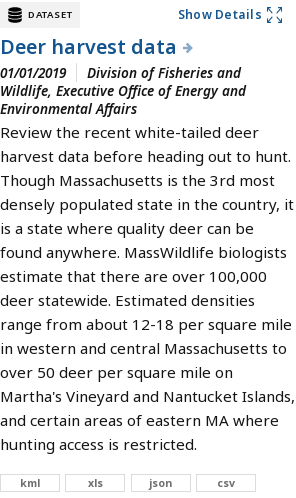 DATASET
Show Details
Deer harvest data
01/01/2019 Division of Fisheries and
Wildlife, Executive Office of Energy and
Environmental Affairs
Review the recent white-tailed deer
harvest data before heading out to hunt.
Though Massachusetts is the 3rd most
densely populated state in the country, it
is a state where quality deer can be
found anywhere. MassWildlife biologists
estimate that there are over 100,000
deer statewide. Estimated densities
range from about 12-18 per square mile
in western and central Massachusetts to
over 50 deer per square mile on
Martha's Vineyard and Nantucket Islands,
and certain areas of eastern MA where
hunting access is restricted.
kml xls json csv